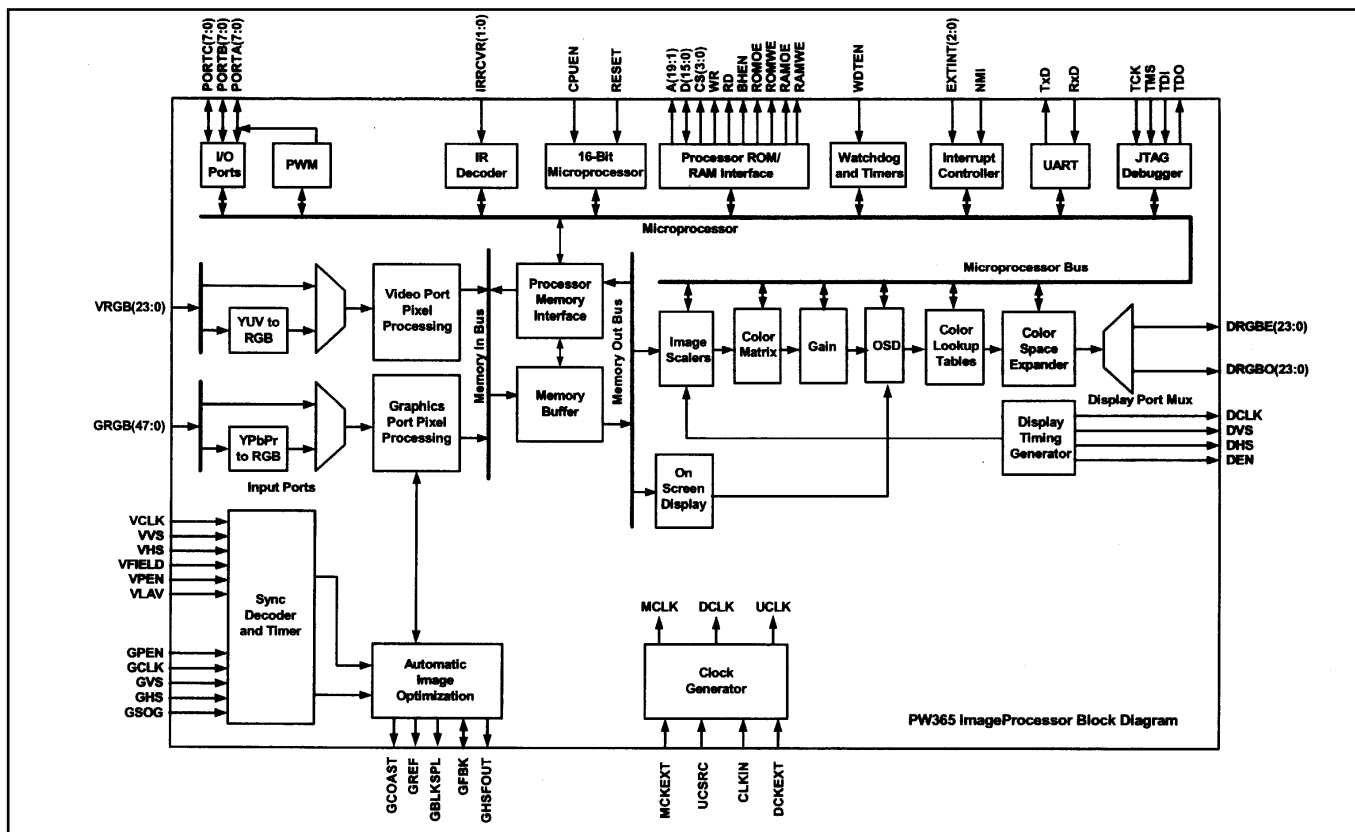 PORTC(7:0)
PORTB(7:0)
PORTA(7:0)
IRRCVR(1:0)
CPUEN
RESET
A(19:1)
D(15:0)
CS(3:0)
WR
RD
BHEN
ROMOE
ROMWE
RAMOE
RAMWE
WDTEN
EXTINT(2:0)
NMI
TxD
RxD
TCK
TMS
TDI
TDO
I/O
Ports
PWM
IR
Decoder
16-Bit
Microprocessor
Processor ROM/
RAM Interface
Watchdog
and Timers
Interrupt
Controller
UART
JTAG
Debugger
Microprocessor
Microprocessor Bus
VRGB(23:0)
YUV to
RGB
Video Port
Pixel
Processing
Memory In Bus
Processor
Memory
Interface
Memory Out Bus
Image
Scalers
Color
Matrix
Gain
OSD
Color
Lookup
Tables
Color
Space
Expander
DRGBE(23:0)
DRGBO(23:0)
Display Port Mux
GRGB(47:0)
YPbPr
to RGB
Graphics
Port Pixel
Processing
Memory
Buffer
Input Ports
On
Screen
Display
Display
Timing
Generator
DCLK
DVS
DHS
DEN
VCLK
VVS
VHS
VFIELD
VPEN
VLAV
GPEN
GCLK
GVS
GHS
GSOG
Sync
Decoder
and Timer
Automatic
Image
Optimization
GCOAST
GREF
GBLKSPL
GFBK
GHSFOUT
MCLK
DCLK
UCLK
Clock
Generator
MCKEXT
UCSRC
CLKIN
DCKEXT
PW365 ImageProcessor Block Diagram